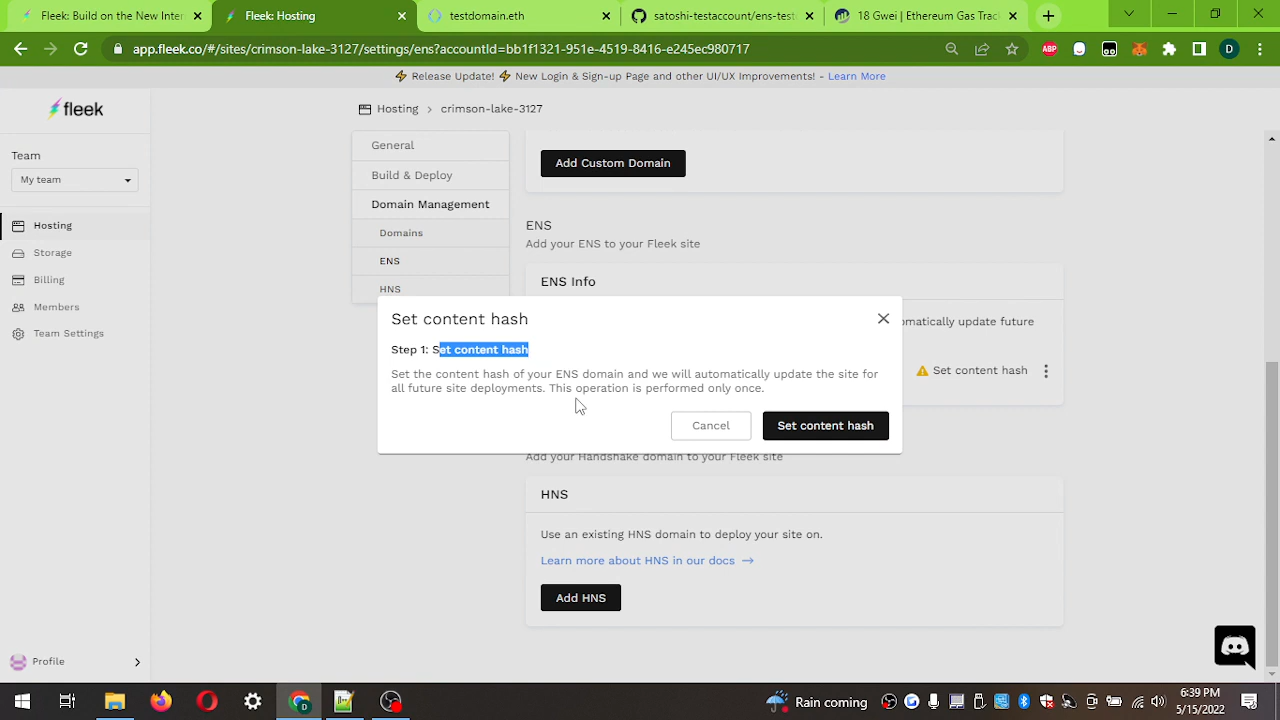 Fleek: Build on the New Inter
Fleek: Hosting
testdomain.eth
satoshi-testaccount/ens-test
18 Gwei | Ethereum Gas Track
app.fleek.co/#/sites/crimson-lake-3127/settings/ens?accountId=bb1f1321-951e-4519-8416-e245ec980717
ABP
D
⚡ Release Update! ⚡ New Login & Sign-up Page and other UI/UX Improvements! - Learn More
fleek
Hosting > crimson-lake-3127
Team
My team
Hosting
Storage
Billing
Members
Team Settings
General
Build & Deploy
Domain Management
Domains
ENS
HNS
Add Custom Domain
ENS
Add your ENS to your Fleek site
ENS Info
omatically update future
Set content hash
Set content hash
Step 1: Set content hash
Set the content hash of your ENS domain and we will automatically update the site for
all future site deployments. This operation is performed only once.
Cancel
Set content hash
Add your Handshake domain to your Fleek site
HNS
Use an existing HNS domain to deploy your site on.
Learn more about HNS in our docs →
Add HNS
Profile
Rain coming
6:39 PM
5/15/2022